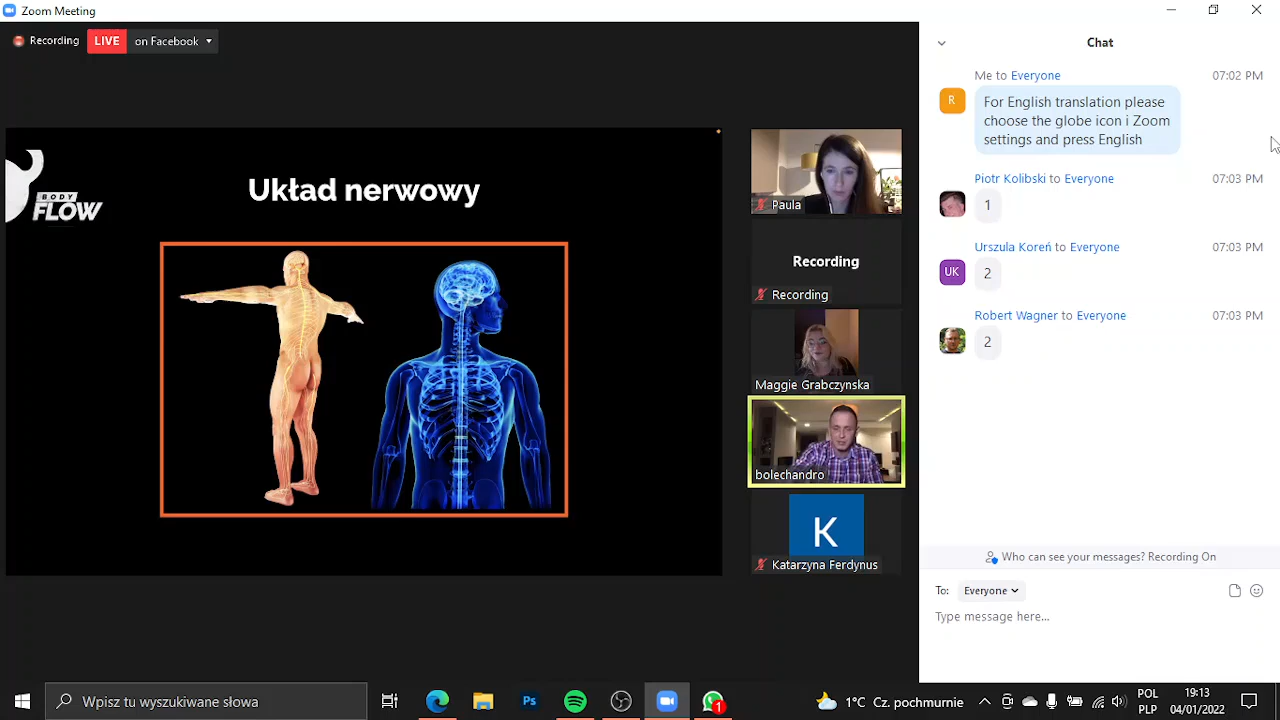 Zoom Meeting
Recording
LIVE on Facebook
BODY
FLOW
Układ nerwowy
Paula
Recording
Recording
Maggie Grabczynska
bolechandro
K
Katarzyna Ferdynus
Chat
Me to Everyone 07:02 PM
R
For English translation please
choose the globe icon i Zoom
settings and press English
Piotr Kolibski to Everyone 07:03 PM
1
Urszula Koreń to Everyone 07:03 PM
UK
2
Robert Wagner to Everyone 07:03 PM
2
Who can see your messages? Recording On
To: Everyone
Type message here...
Wpisz tu wyszukiwane słowa
Ps
1
1°C Cz. pochmurnie
POL
PLP
19:13
04/01/2022